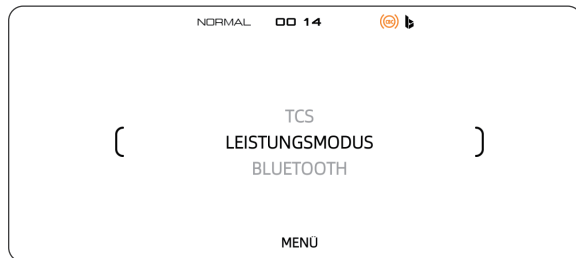 NORMAL 00 14
TCS
LEISTUNGSMODUS
BLUETOOTH
MENÜ